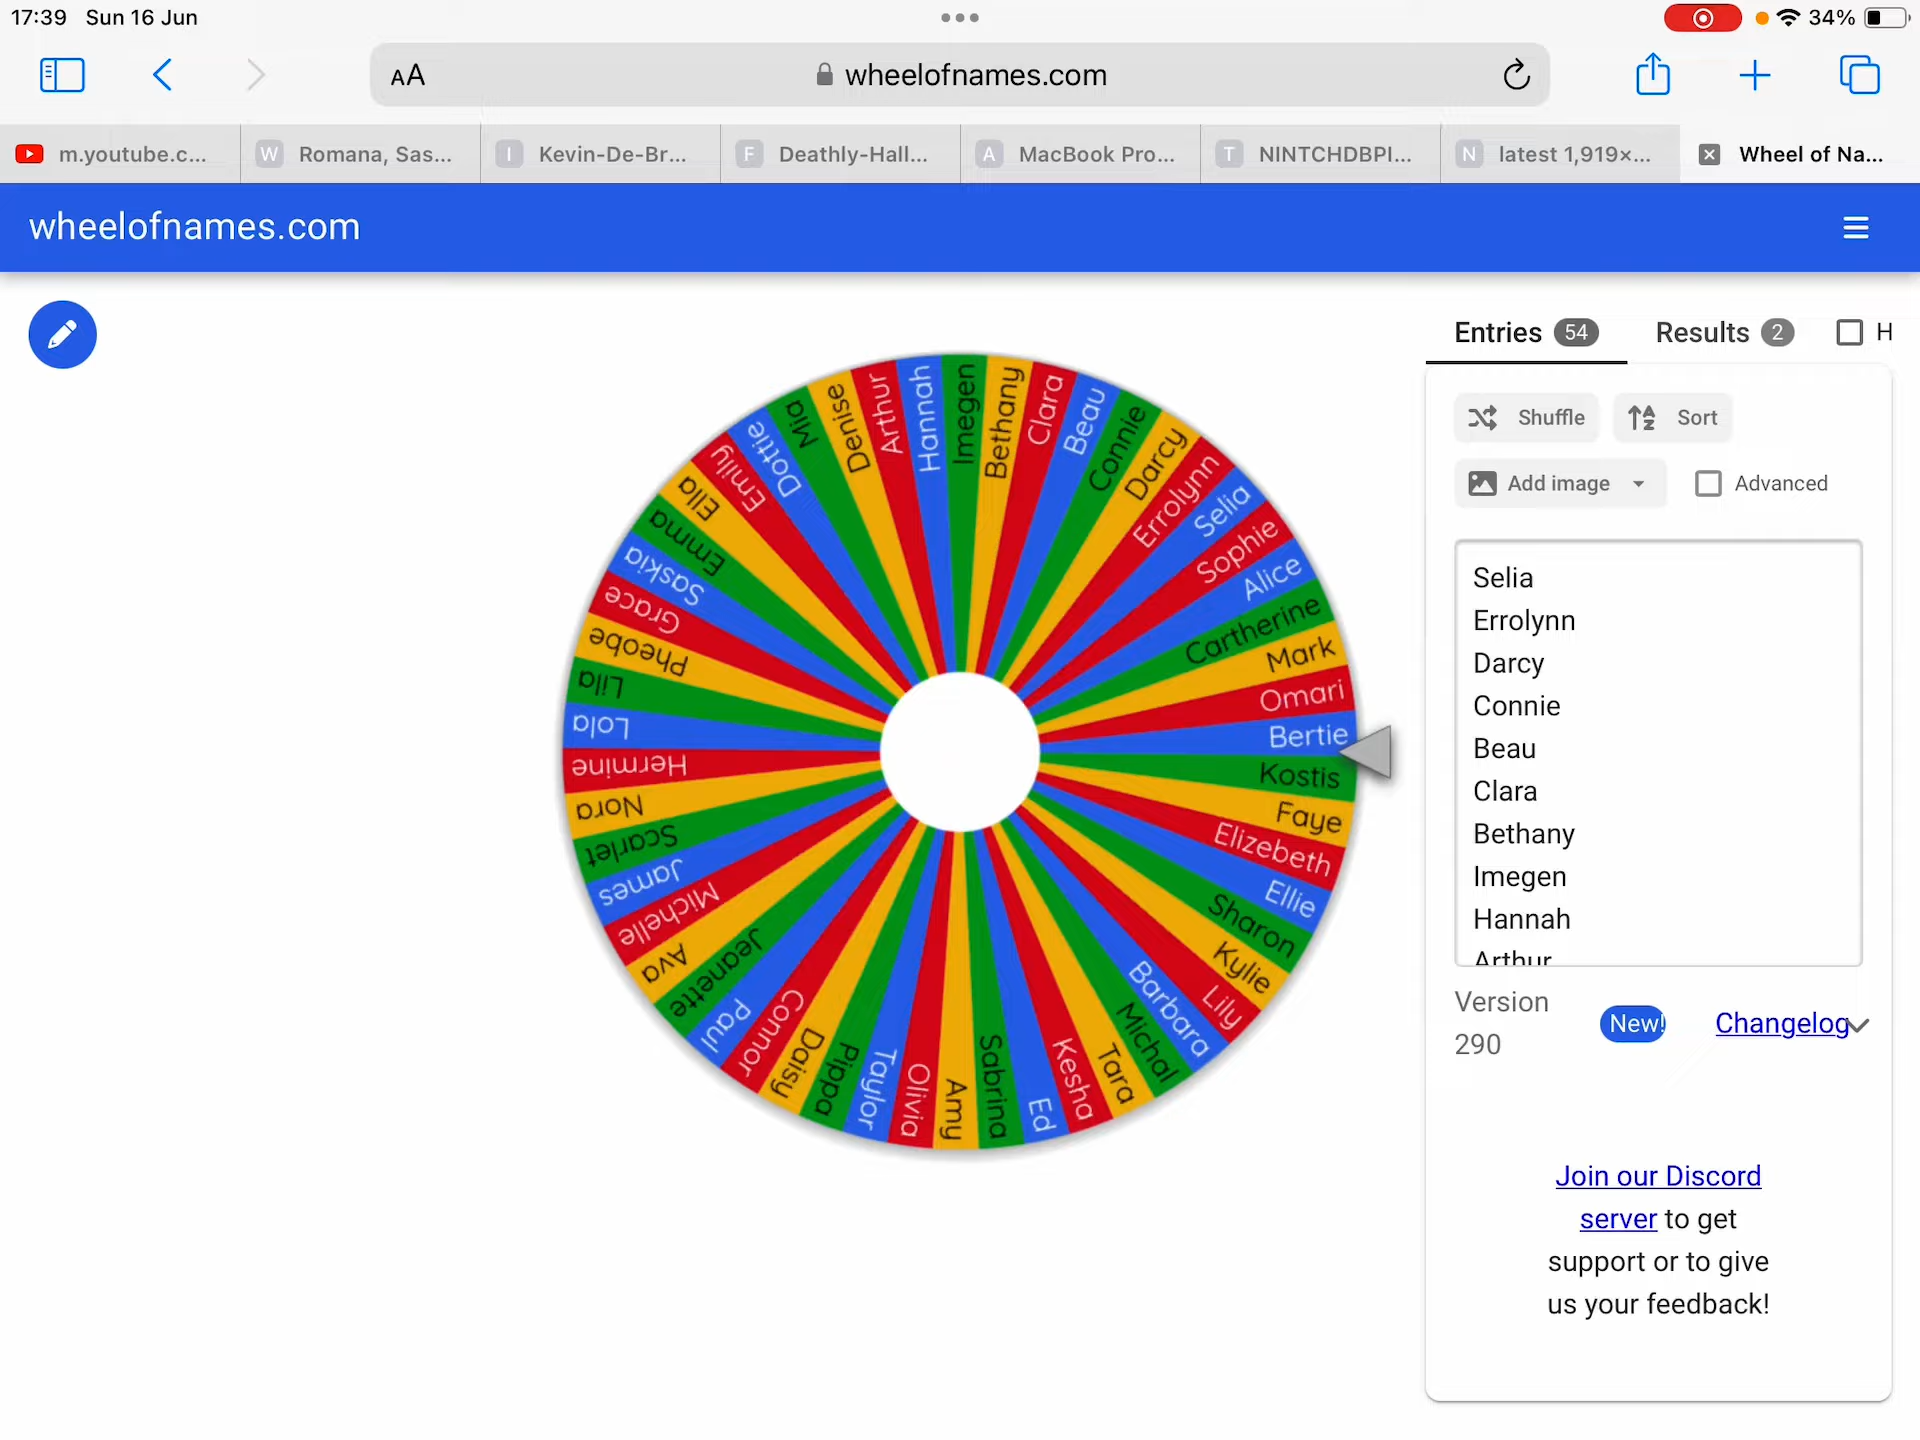 17:39 Sun 16 Jun
34%
AA
wheelofnames.com
m.youtube.c...
W Romana, Sas...
I Kevin-De-Br...
F Deathly-Hall...
A MacBook Pro...
T NINTCHDBPI...
N latest 1,919×...
Wheel of Na...
wheelofnames.com
Entries 54
Results 2
H
Shuffle
Sort
Add image
Advanced
Selia
Errolynn
Darcy
Connie
Beau
Clara
Bethany
Imegen
Hannah
Arthur
Version
290
New!
Changelog
Join our Discord
server to get
support or to give
us your feedback!
Imegen
Bethany
Clara
Beau
Connie
Darcy
Errolynn
Selia
Sophie
Alice
Cartherine
Mark
Omari
Bertie
Kostis
Faye
Elizebeth
Ellie
Sharon
Kylie
Lily
Barbara
Michal
Tara
Kesha
Ed
Sabrina
Amy
Olivia
Taylor
Pippa
Daisy
Connor
Paul
Jeanette
Ava
Michelle
James
Scarlet
Nora
Hermine
Lola
Lila
Pheobe
Grace
Saskia
Emma
Ella
Emily
Dottie
Mia
Denise
Arthur
Hannah